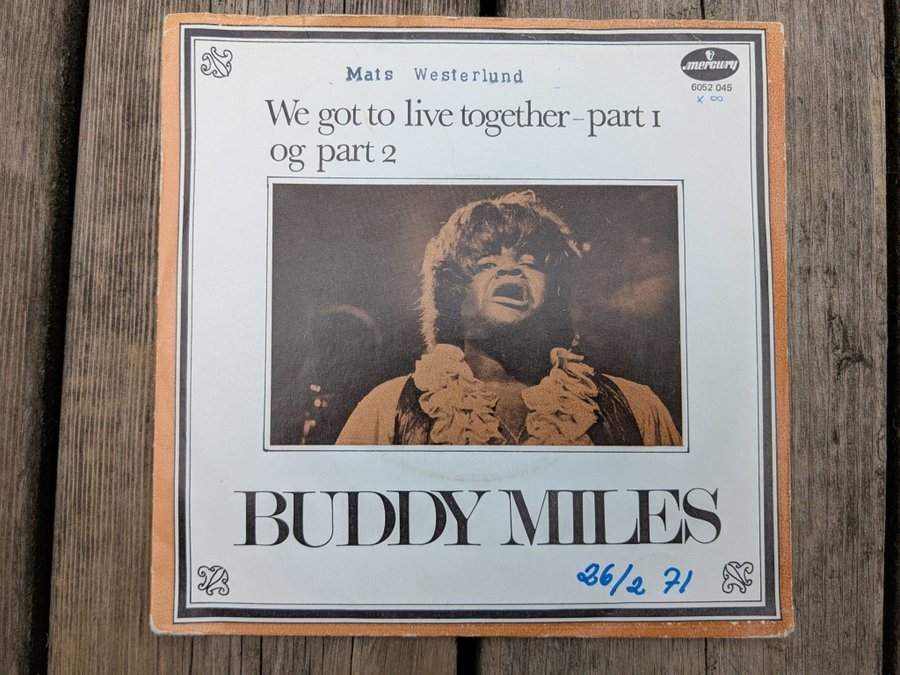 Mats Westerlund
mercury
6052 045
x ∞
We got to live together-part 1
og part 2
BUDDY MILES
26/2 71